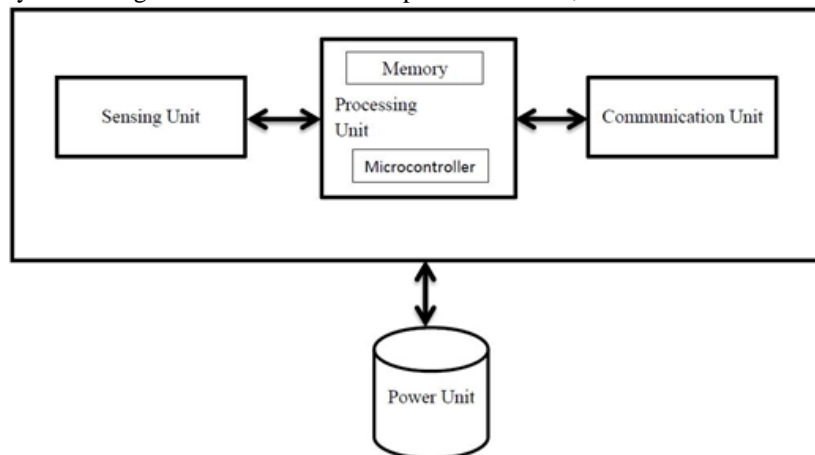 Memory
Sensing Unit
Processing
Unit
Communication Unit
Microcontroller
Power Unit